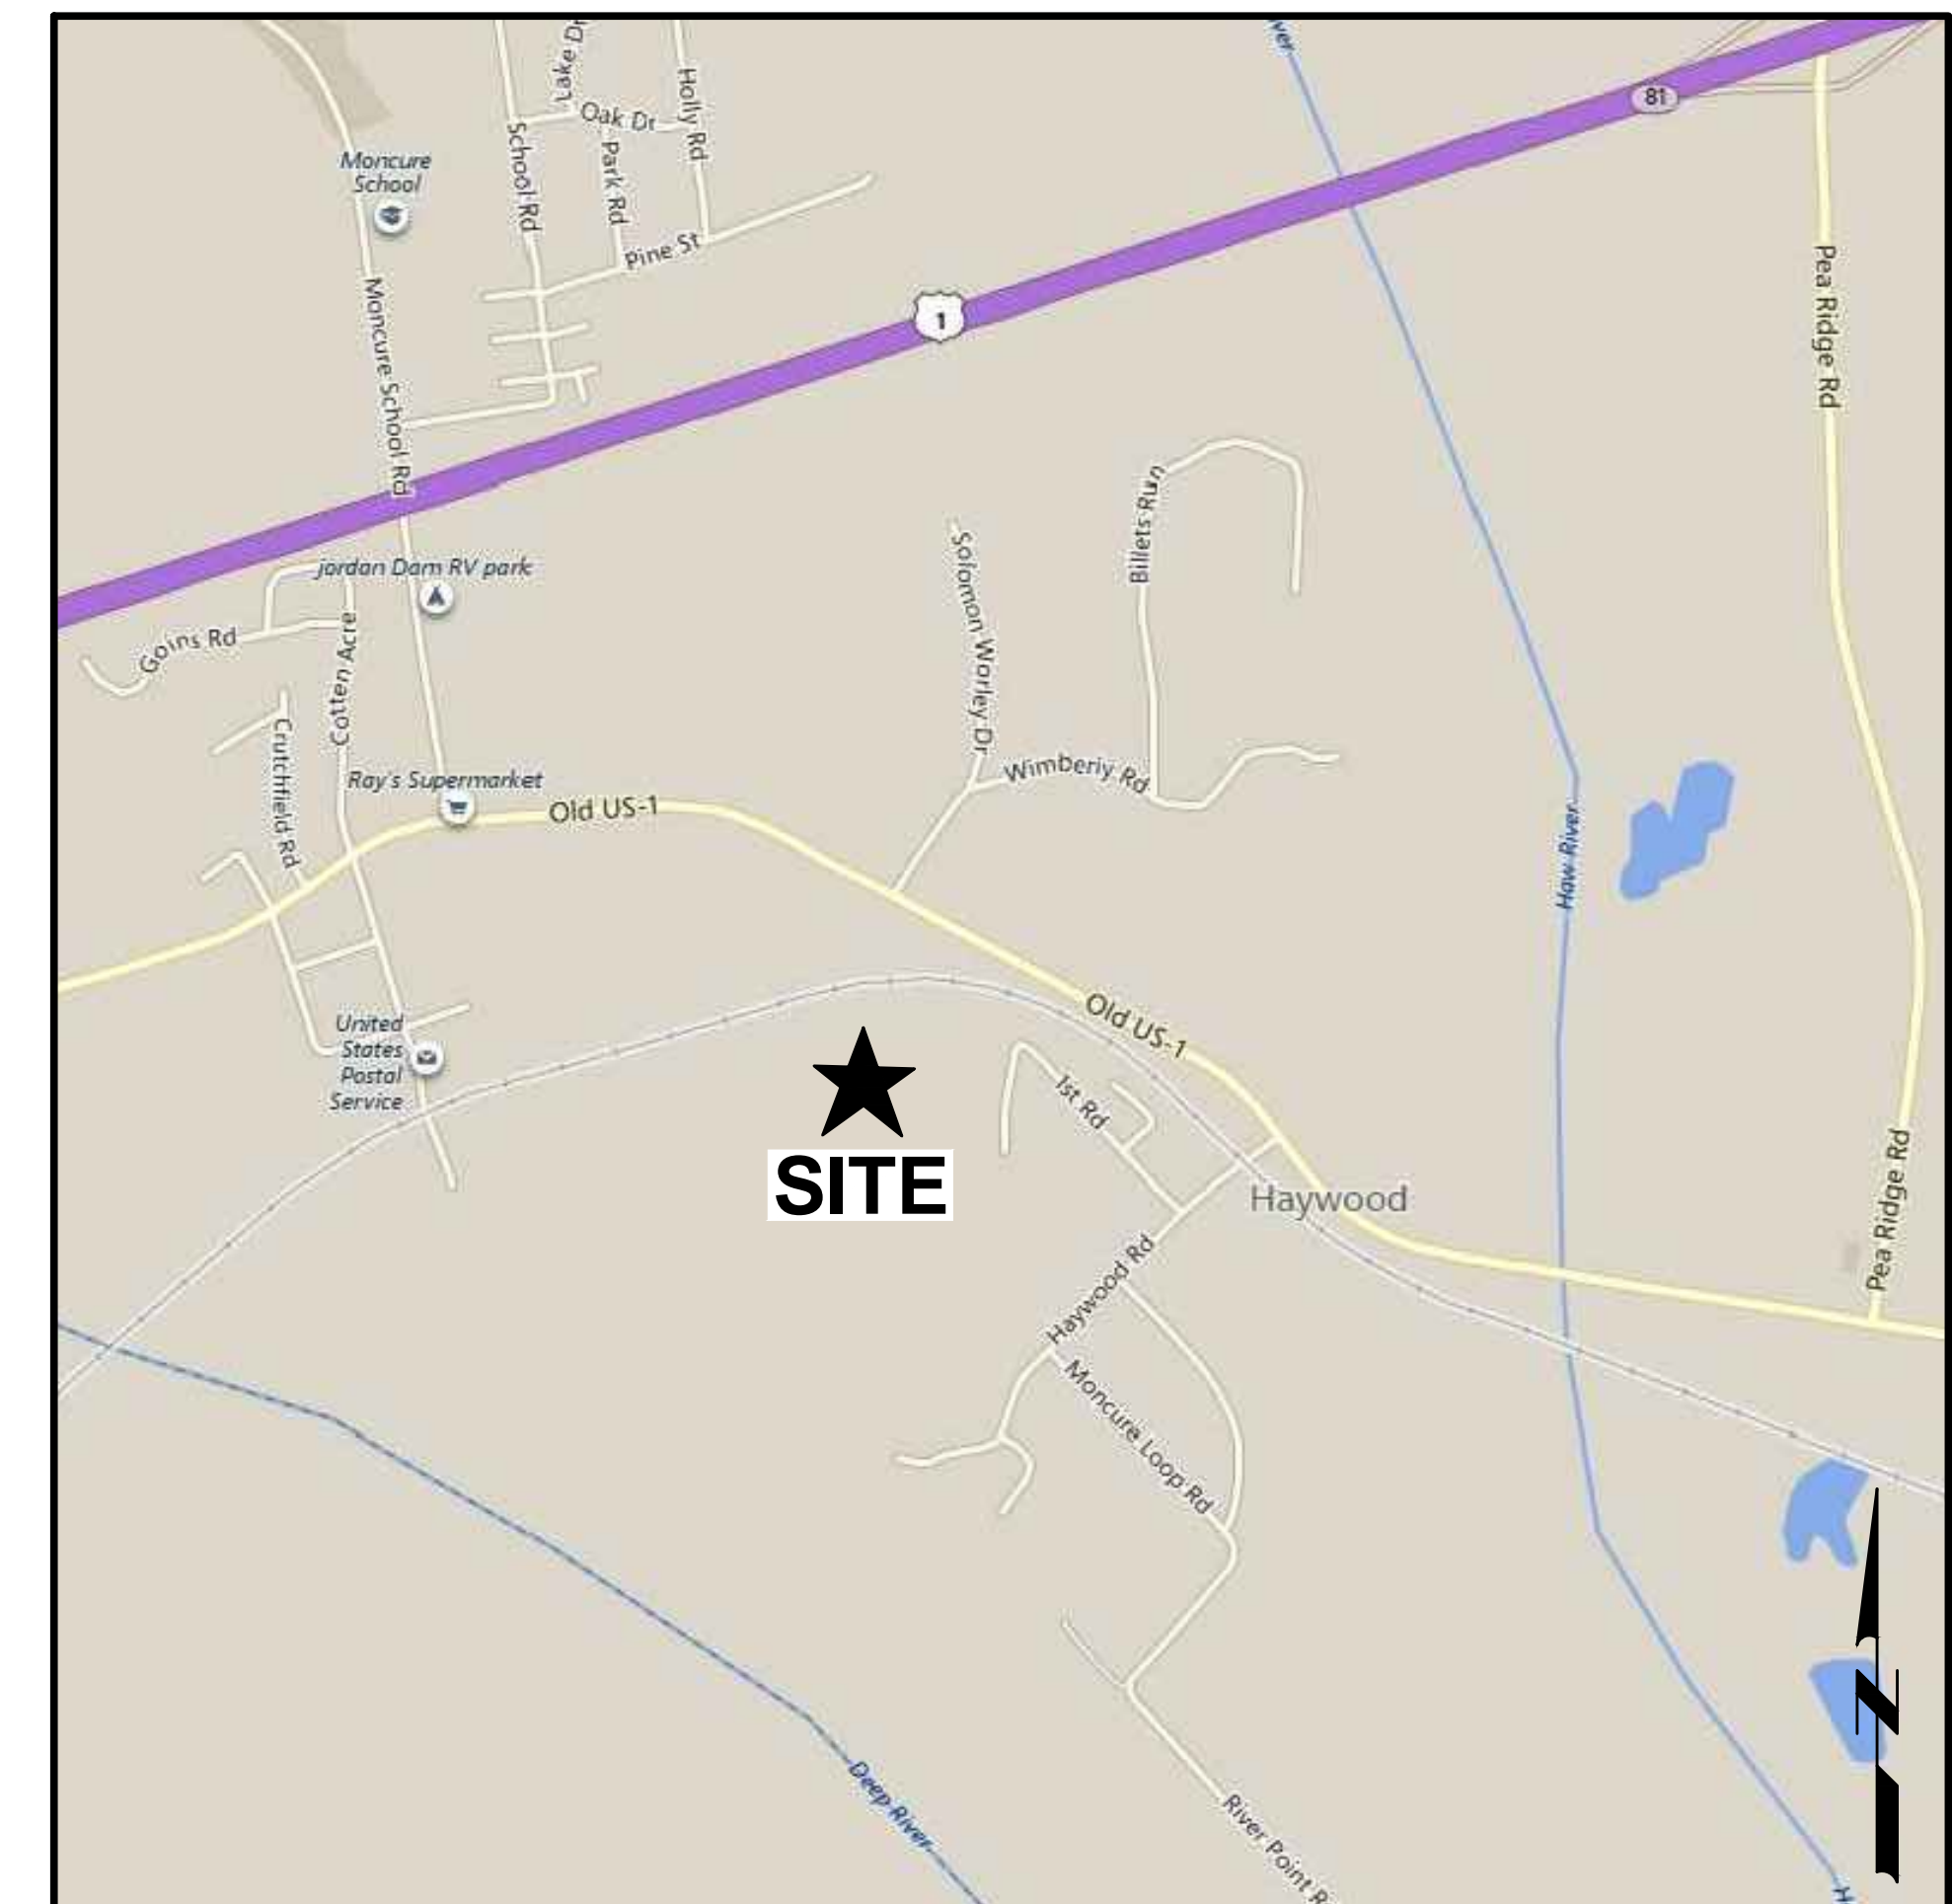 Lake Dr
Holly Rd
81
Oak Dr
School Rd
Park Rd
Moncure
School
Pine St
Pea Ridge Rd
Moncure School Rd
1
Billets Run
Solomon Worley Dr
jordan Dam RV park
Goins Rd
Cotten Acre
Crutchfield Rd
Ray's Supermarket
Old US-1
Wimberly Rd
Haw River
Old US-1
United
States
Postal
Service
1st Rd
SITE
Haywood
Pea Ridge Rd
Haywood Rd
Moncure Loop Rd
N
Deep River
River Point R